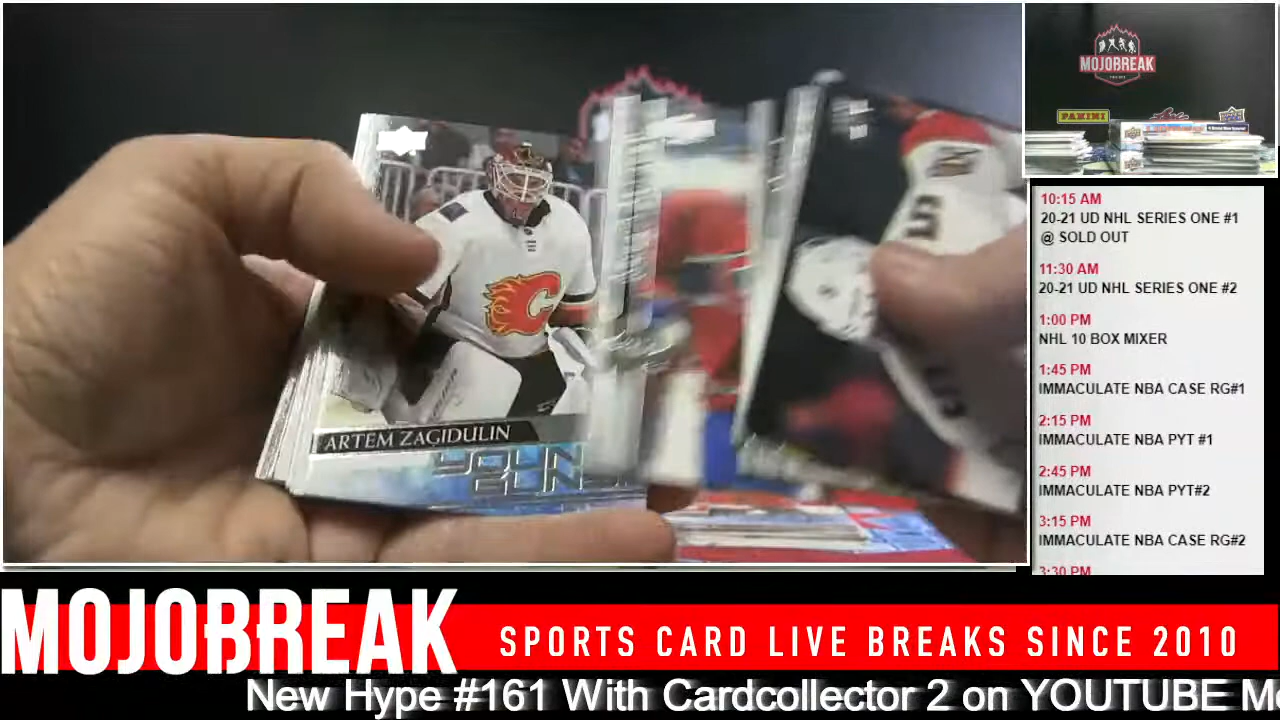 ARTEM ZAGIDULIN
YOUNG
GUNS
MOJOBREAK
PANINI
10:15 AM
20-21 UD NHL SERIES ONE #1
@ SOLD OUT
11:30 AM
20-21 UD NHL SERIES ONE #2
1:00 PM
NHL 10 BOX MIXER
1:45 PM
IMMACULATE NBA CASE RG#1
2:15 PM
IMMACULATE NBA PYT #1
2:45 PM
IMMACULATE NBA PYT#2
3:15 PM
IMMACULATE NBA CASE RG#2
3:30 PM
MOJOBREAK
SPORTS CARD LIVE BREAKS SINCE 2010
New Hype #161 With Cardcollector 2 on YOUTUBE M